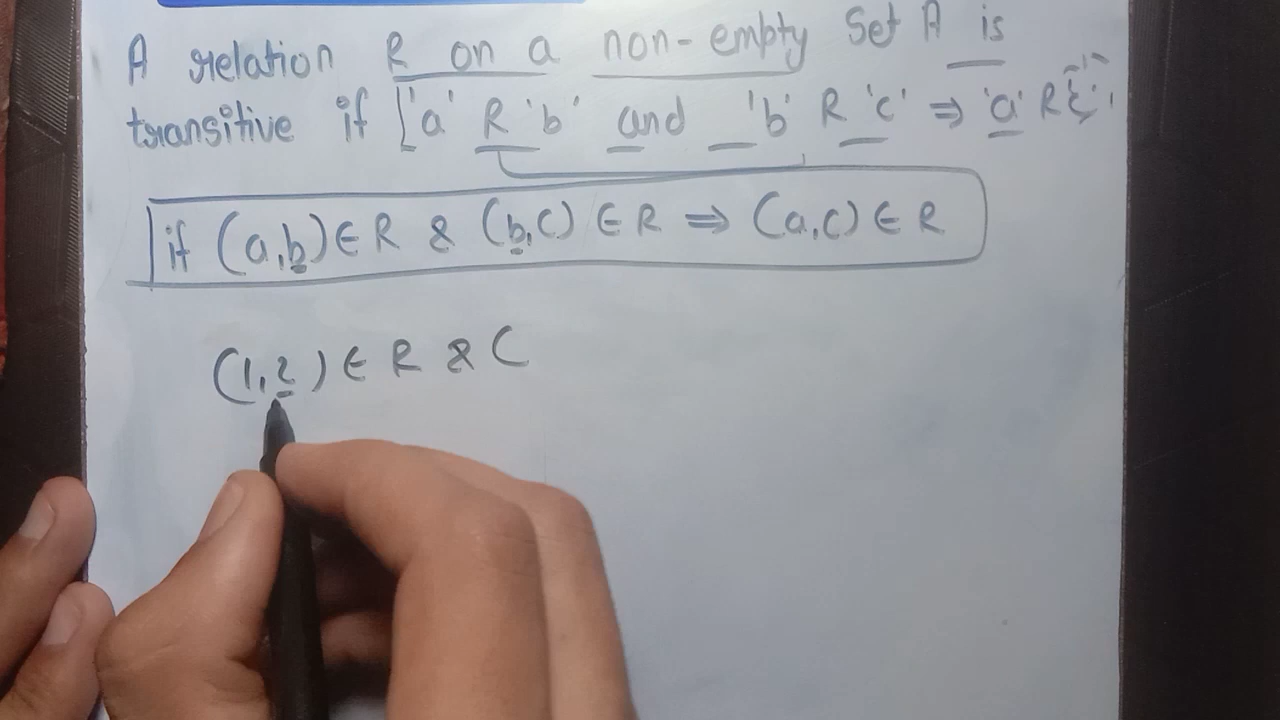 A relation R on a non-empty Set A is
transitive if ['a' R 'b' and 'b' R 'c' ⇒ 'a' R 'c'
if (a,b) ∈ R & (b,c) ∈ R ⇒ (a,c) ∈ R
(1,2) ∈ R & (